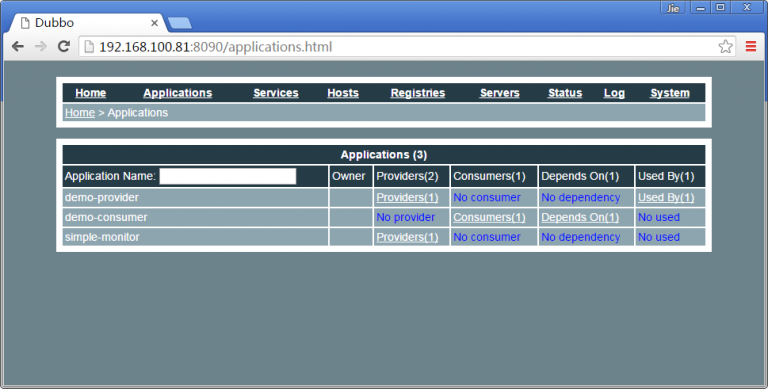 Jie
Dubbo
192.168.100.81:8090/applications.html
Home Applications Services Hosts Registries Servers Status Log System
Home > Applications
Applications (3)
Application Name: Owner Providers(2) Consumers(1) Depends On(1) Used By(1)
demo-provider Providers(1) No consumer No dependency Used By(1)
demo-consumer No provider Consumers(1) Depends On(1) No used
simple-monitor Providers(1) No consumer No dependency No used